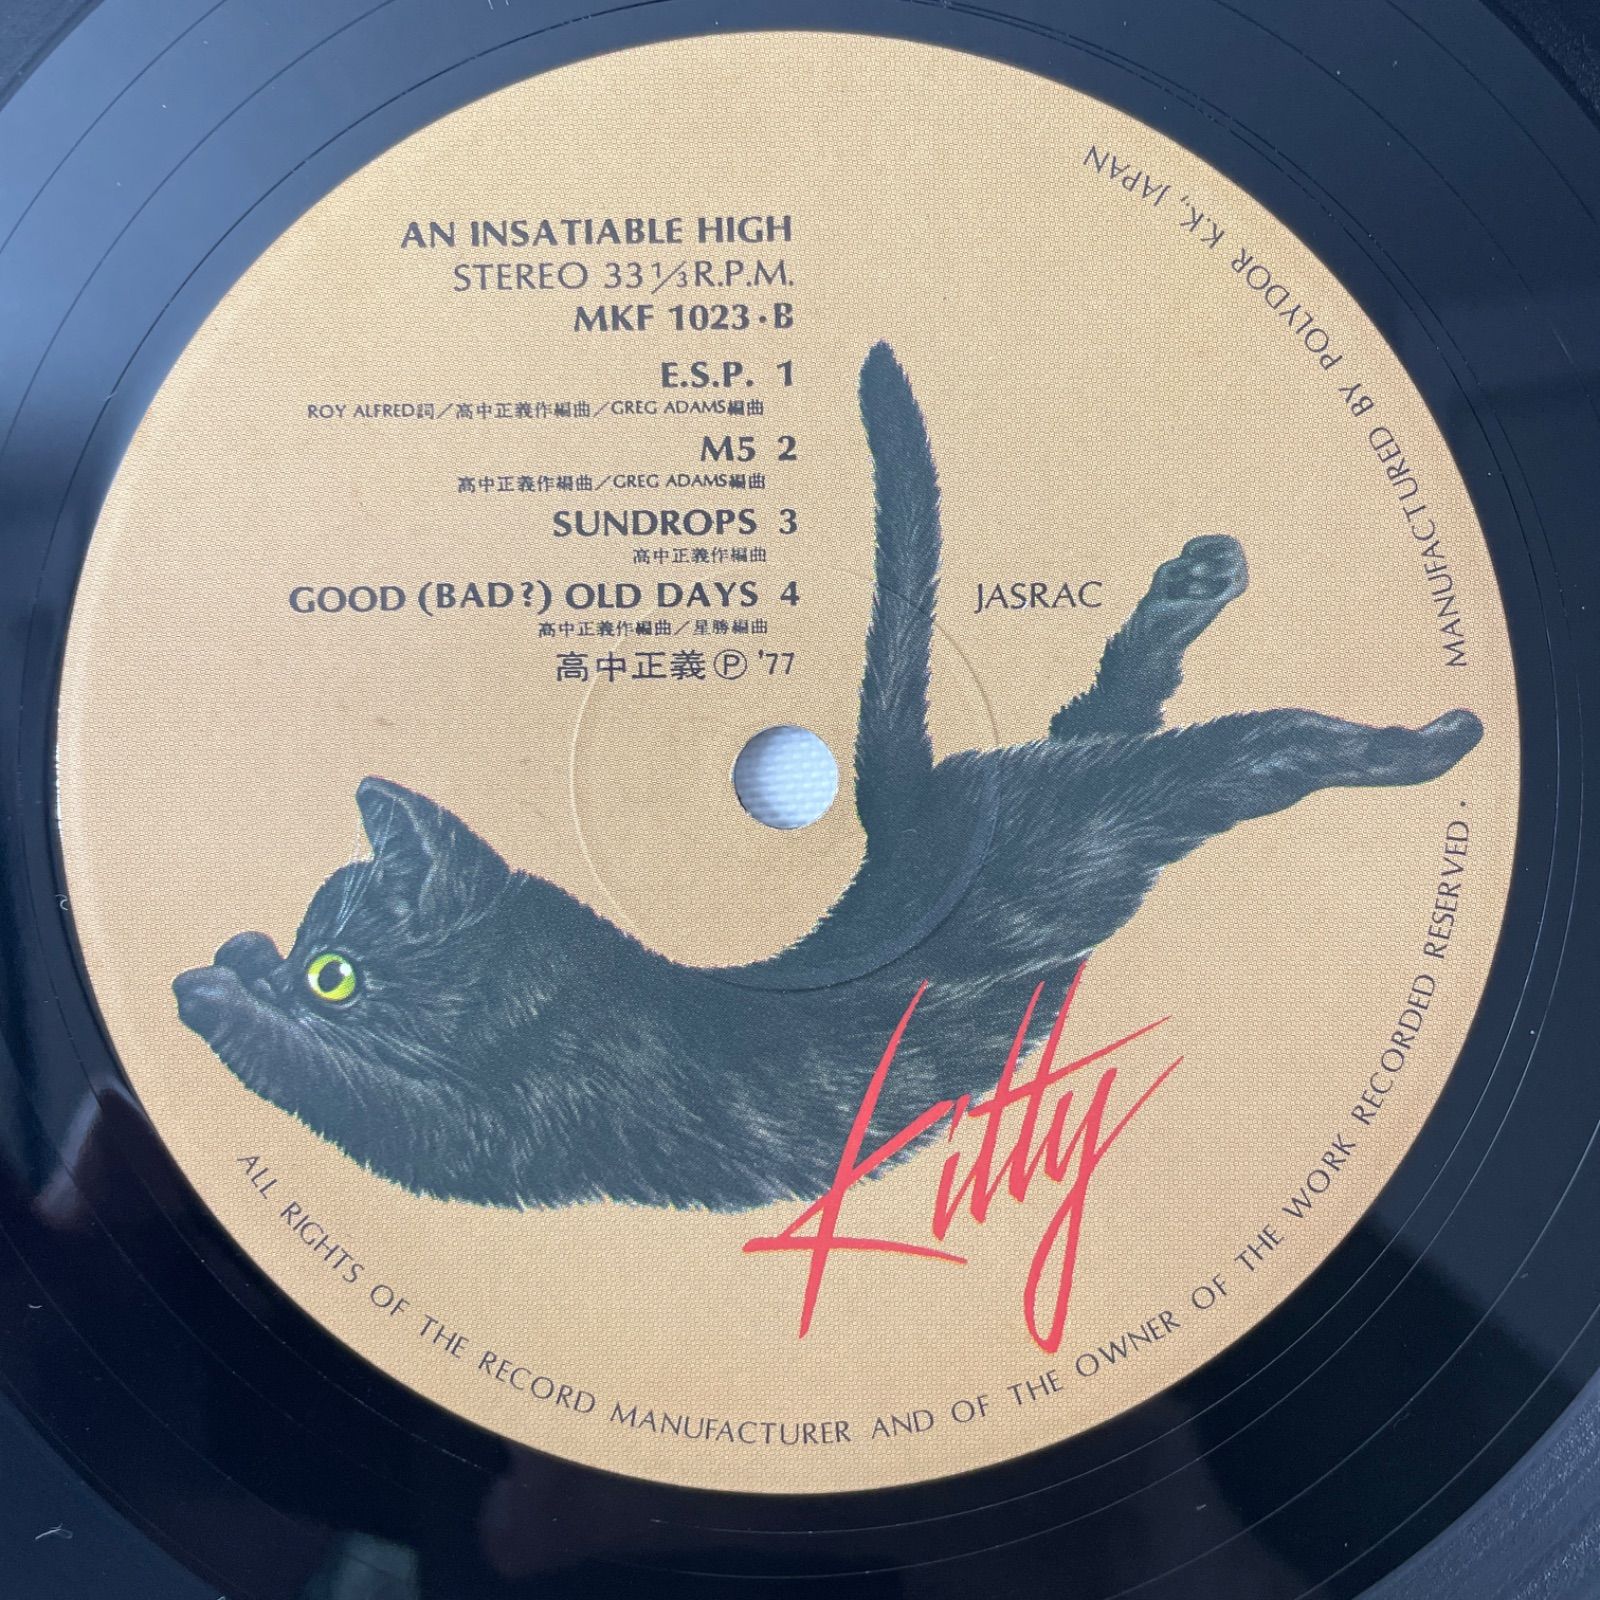 AN INSATIABLE HIGH
STEREO 33⅓ R.P.M.
MKF 1023・B
E.S.P. 1
ROY ALFRED詞／高中正義作編曲／GREG ADAMS編曲
M5 2
高中正義作編曲／GREG ADAMS編曲
SUNDROPS 3
高中正義作編曲
GOOD (BAD?) OLD DAYS 4
高中正義作編曲／星勝編曲
高中正義Ⓟ'77
JASRAC
Kitty
MANUFACTURED BY POLYDOR K.K., JAPAN
ALL RIGHTS OF THE RECORD MANUFACTURER AND OF THE OWNER OF THE WORK RECORDED RESERVED.